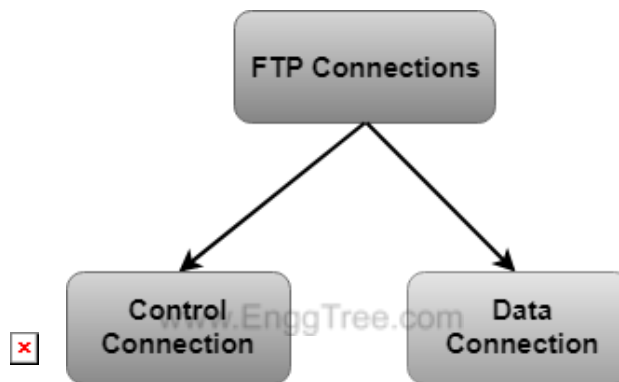 FTP Connections
Control
Connection
Data
Connection
www.EnggTree.com